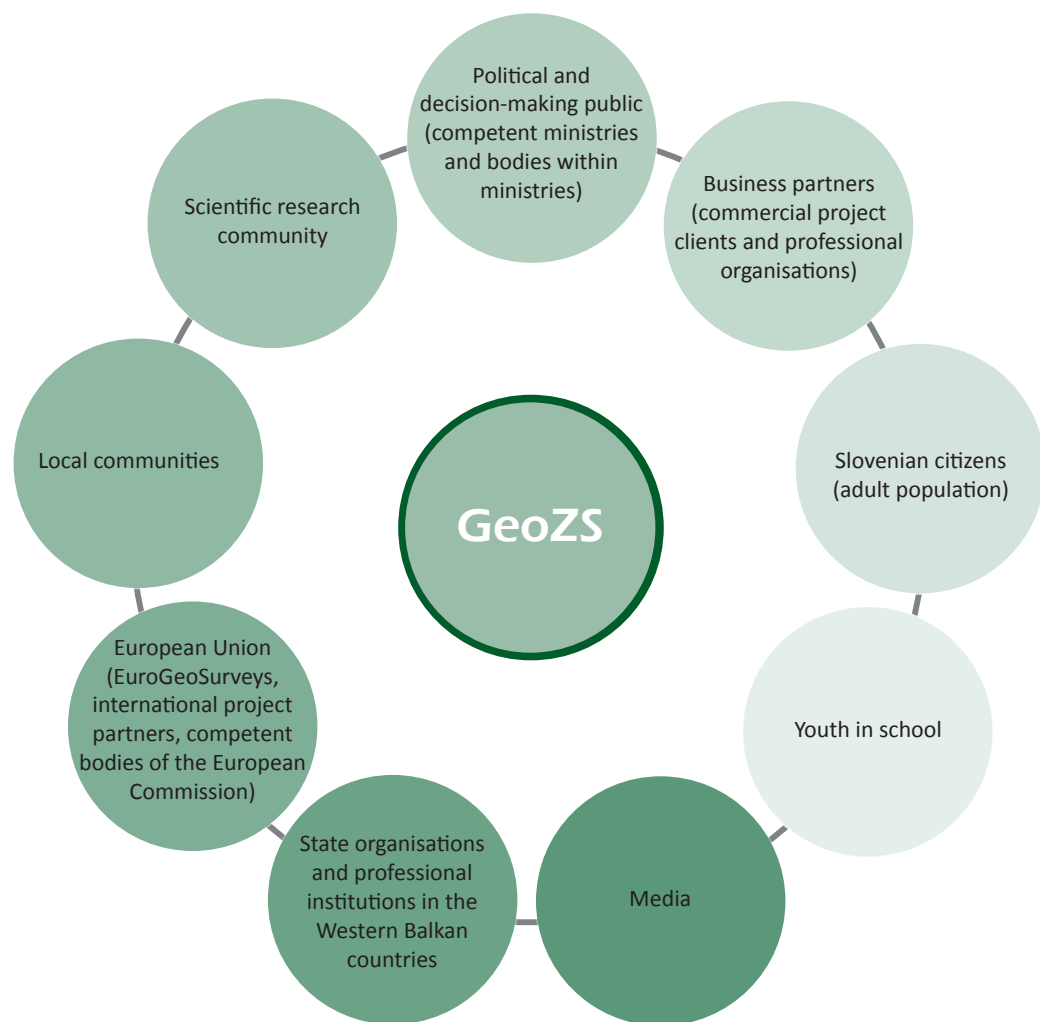 Political and
decision-making public
(competent ministries
and bodies within
ministries)
Business partners
(commercial project
clients and professional
organisations)
Scientific research
community
Slovenian citizens
(adult population)
Local communities
GeoZS
European Union
(EuroGeoSurveys,
international project
partners, competent
bodies of the European
Commission)
Youth in school
State organisations
and professional
institutions in the
Western Balkan
countries
Media